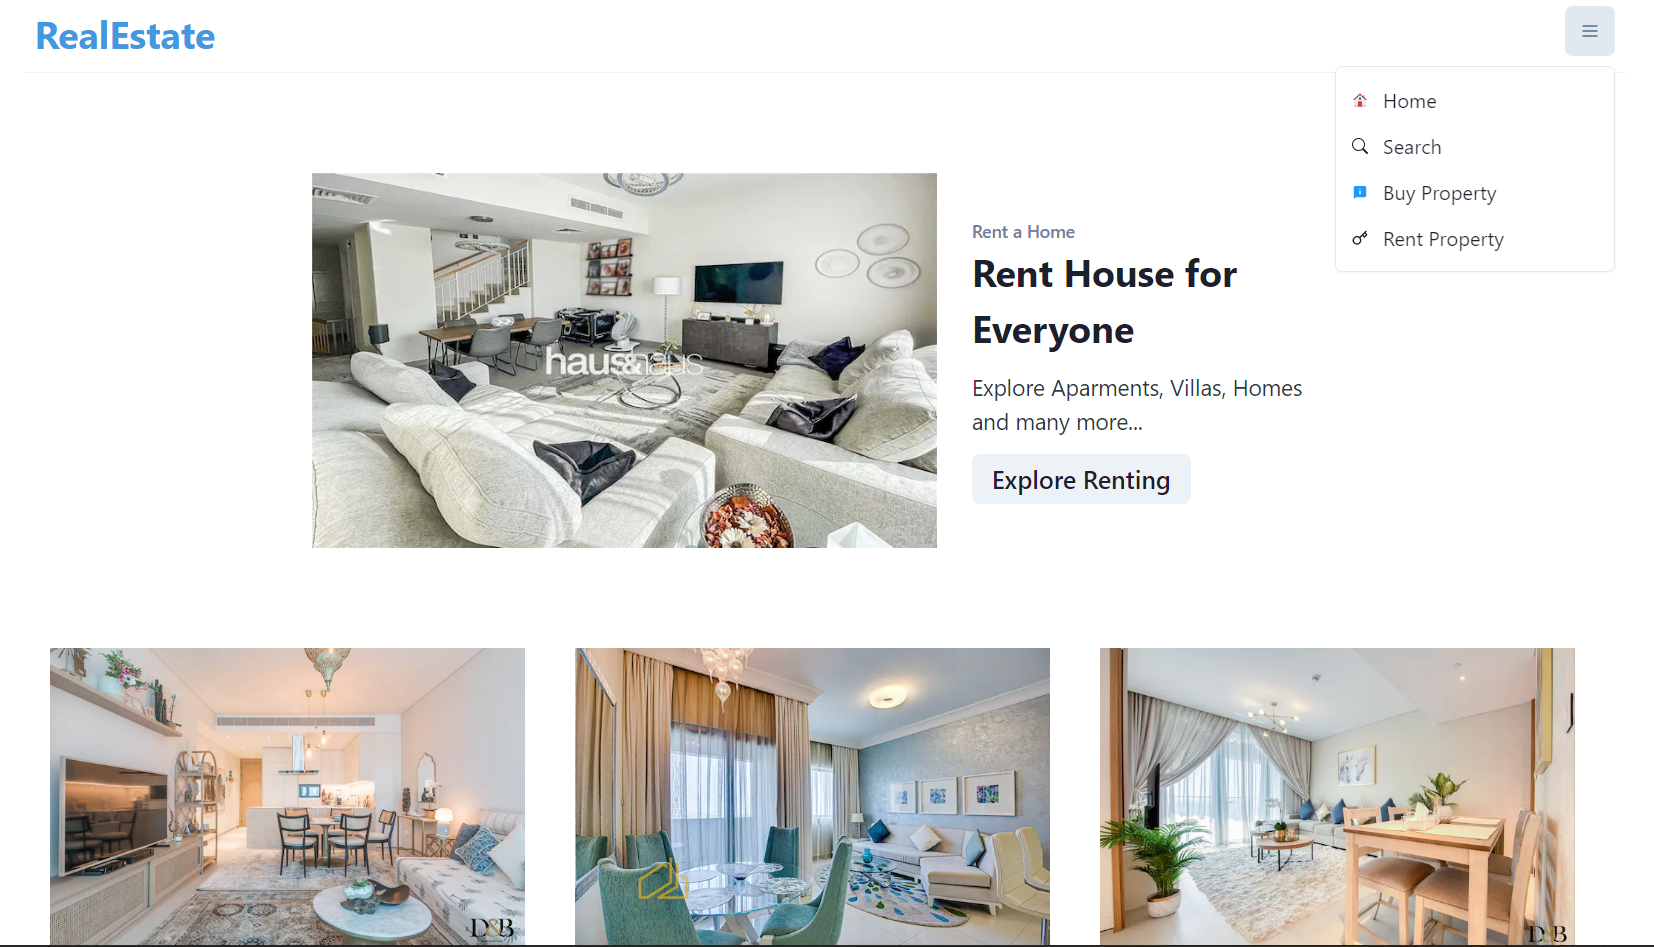 RealEstate
Home
Search
Buy Property
Rent Property
haus&haus
Rent a Home
Rent House for
Everyone
Explore Aparments, Villas, Homes
and many more...
Explore Renting
D&B
D&B